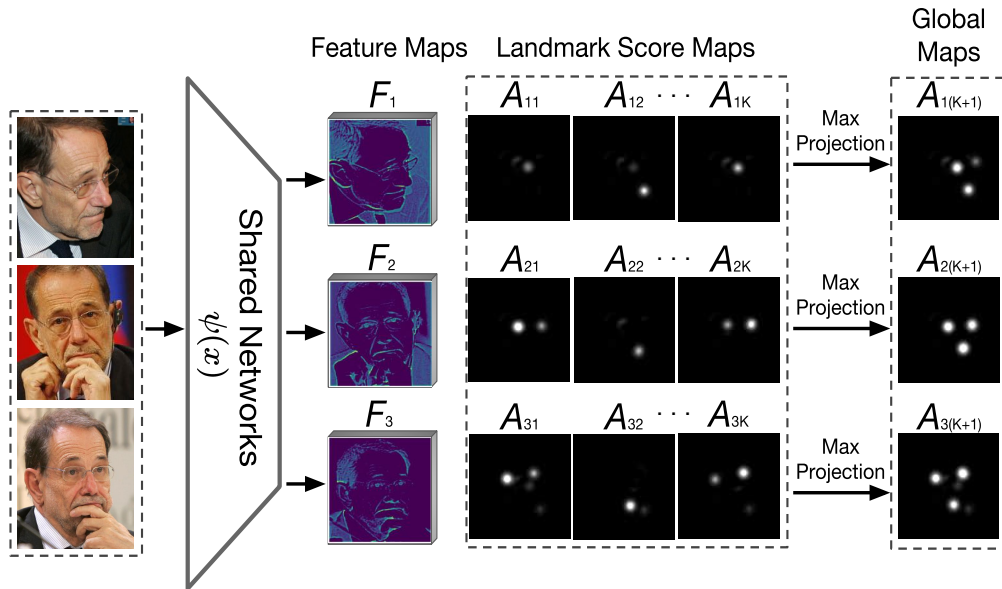 Feature Maps
Landmark Score Maps
Global
Maps
F1
A11
A12
· · ·
A1K
Max
Projection
A1(K+1)
Shared Networks
ψ(x)
F2
A21
A22
· · ·
A2K
Max
Projection
A2(K+1)
F3
A31
A32
· · ·
A3K
Max
Projection
A3(K+1)